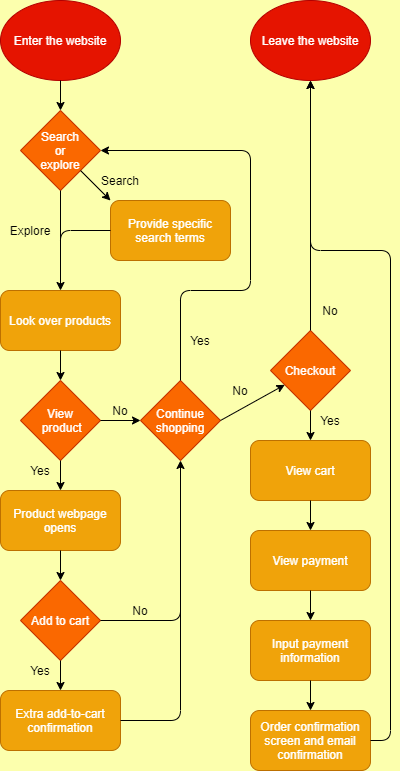 Enter the website
Leave the website
Search
or
explore
Search
Explore
Provide specific
search terms
Look over products
Yes
No
Checkout
View
product
No
Continue
shopping
No
Yes
Yes
View cart
Product webpage
opens
View payment
Add to cart
No
Input payment
information
Yes
Extra add-to-cart
confirmation
Order confirmation
screen and email
confirmation